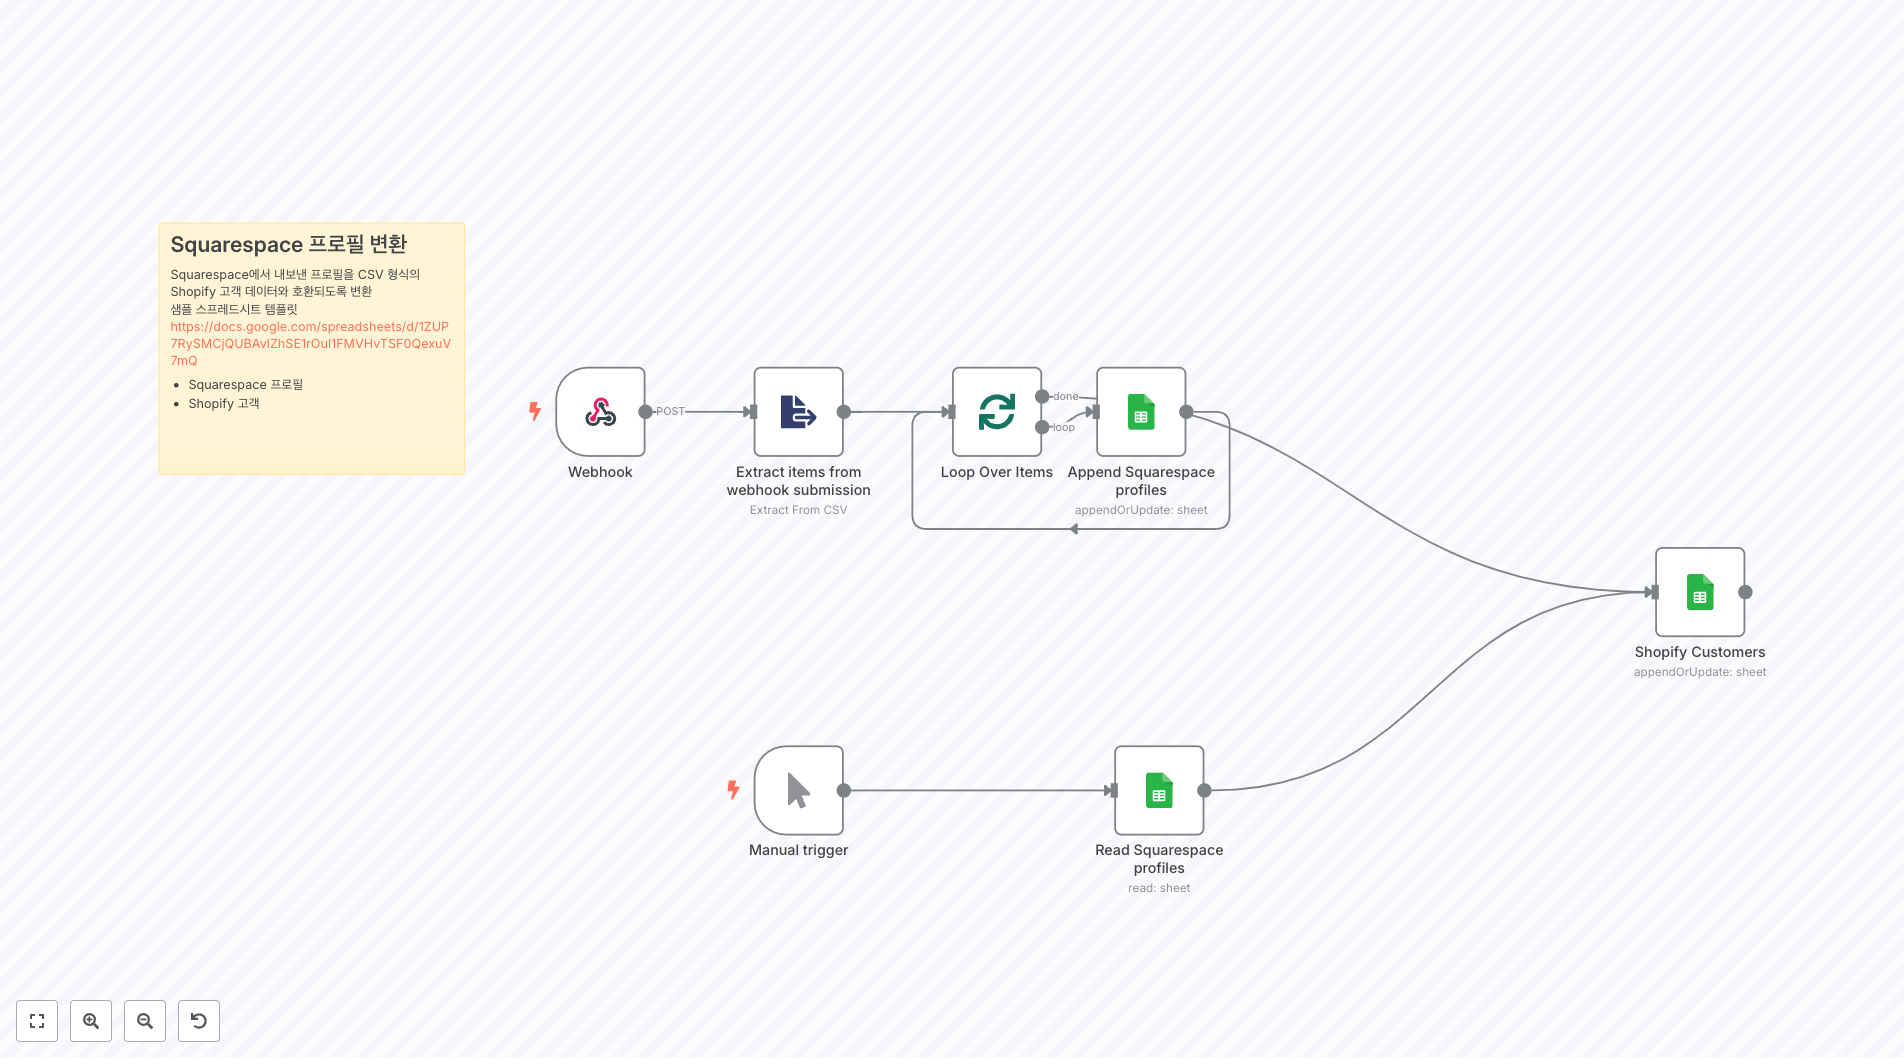 Squarespace 프로필 변환
Squarespace에서 내보낸 프로필을 CSV 형식의
Shopify 고객 데이터와 호환되도록 변환
샘플 스프레드시트 템플릿
https://docs.google.com/spreadsheets/d/1ZUP
7RySMCjQUBAvIZhSE1rOuI1FMVHvTSF0QexuV
7mQ
Squarespace 프로필
Shopify 고객
POST
done
loop
Webhook
Extract items from
webhook submission
Extract From CSV
Loop Over Items
Append Squarespace
profiles
appendOrUpdate: sheet
Shopify Customers
appendOrUpdate: sheet
Manual trigger
Read Squarespace
profiles
read: sheet